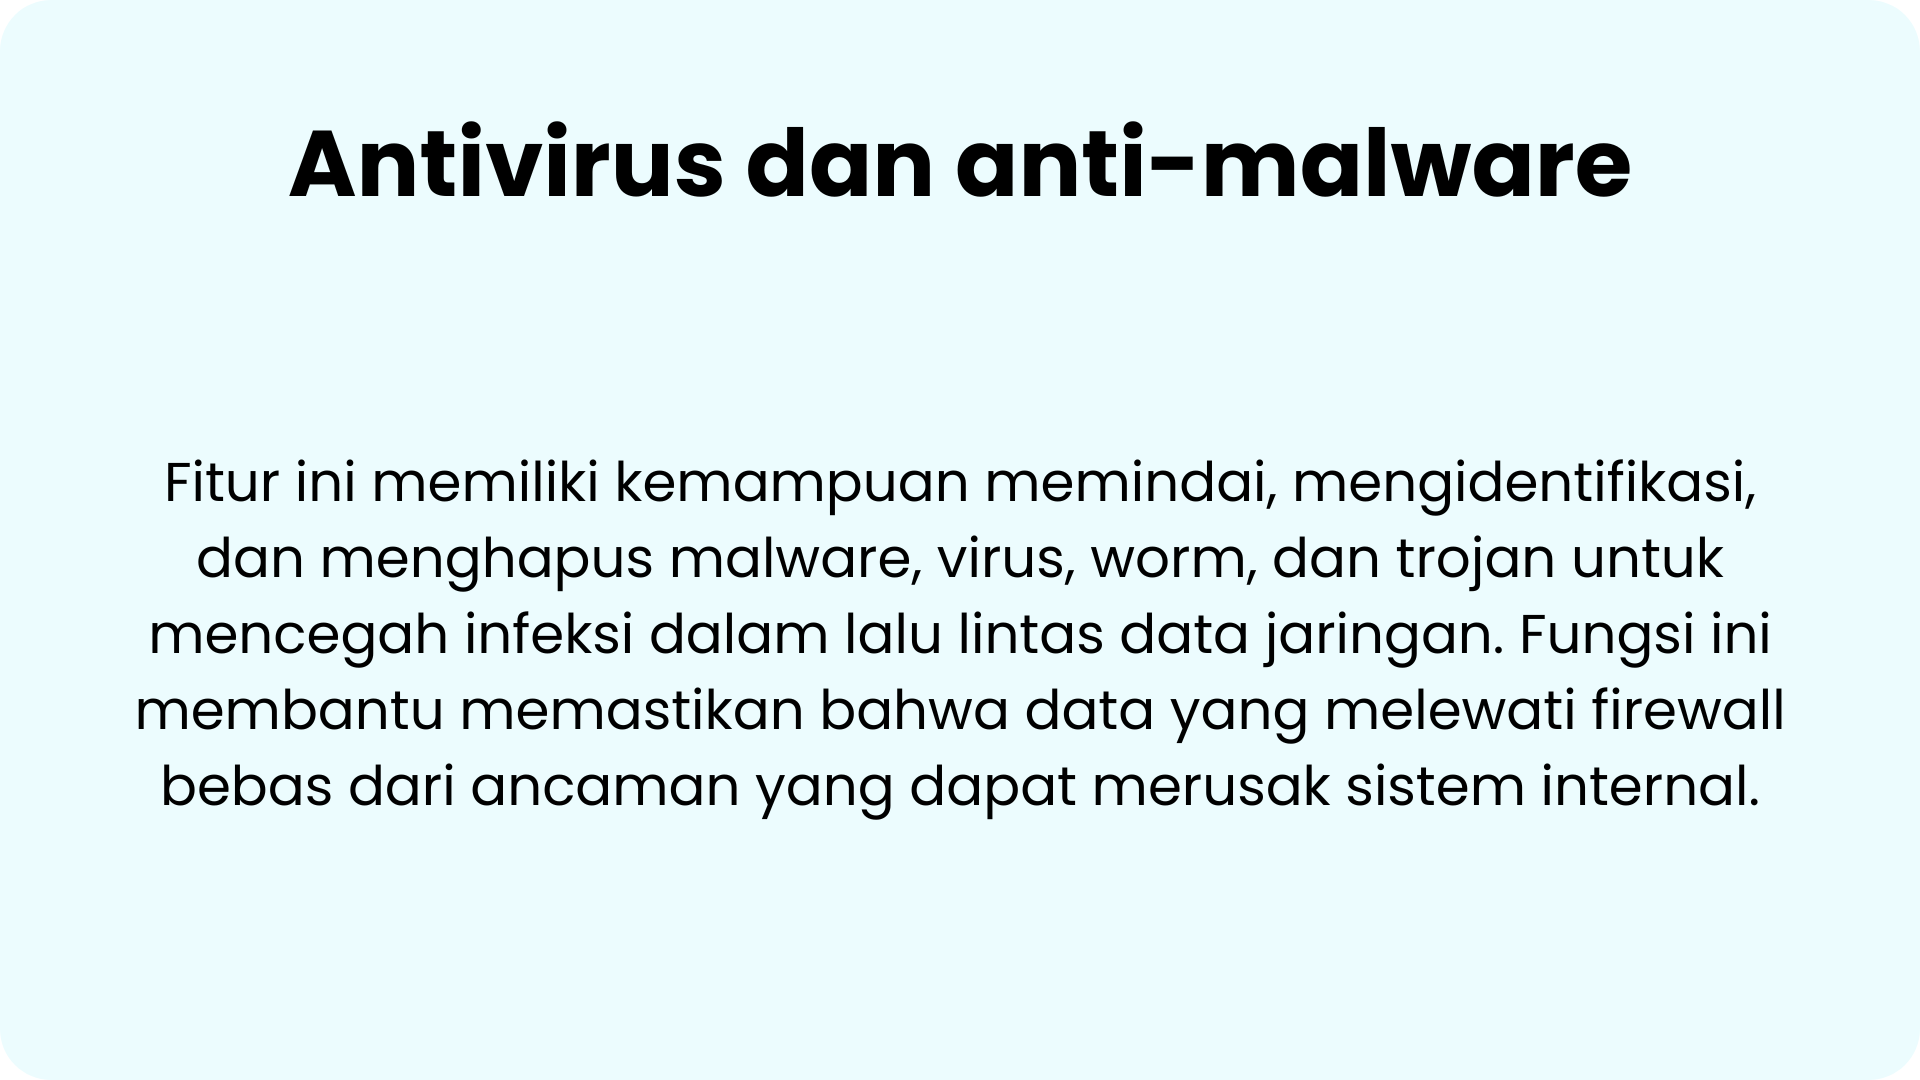 Antivirus dan anti-malware
Fitur ini memiliki kemampuan memindai, mengidentifikasi,
dan menghapus malware, virus, worm, dan trojan untuk
mencegah infeksi dalam lalu lintas data jaringan. Fungsi ini
membantu memastikan bahwa data yang melewati firewall
bebas dari ancaman yang dapat merusak sistem internal.